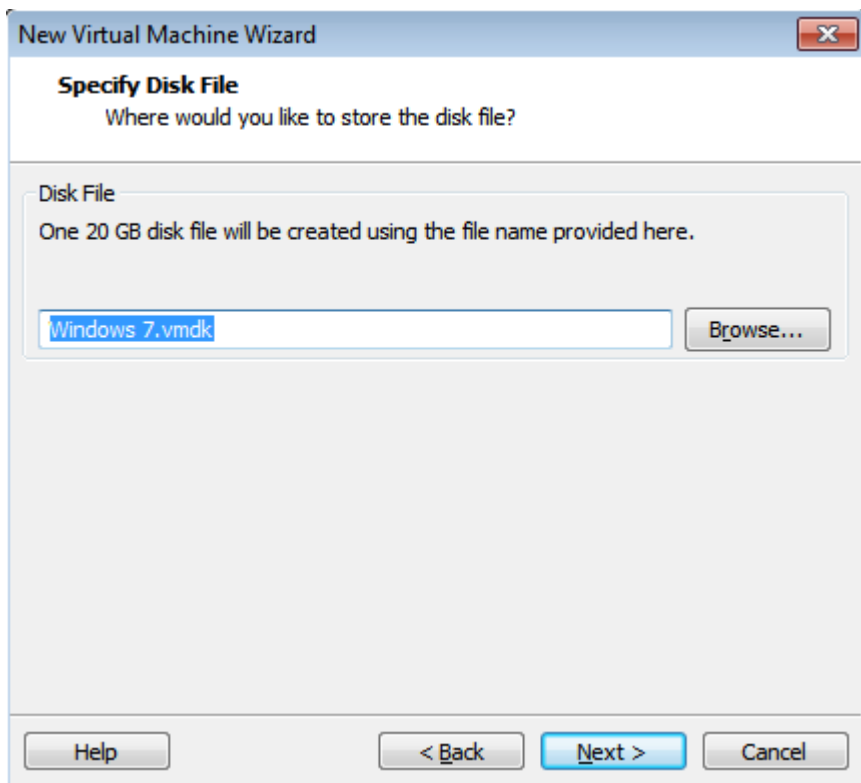 New Virtual Machine Wizard
Specify Disk File
Where would you like to store the disk file?
Disk File
One 20 GB disk file will be created using the file name provided here.
Windows 7.vmdk
Browse...
Help
< Back
Next >
Cancel